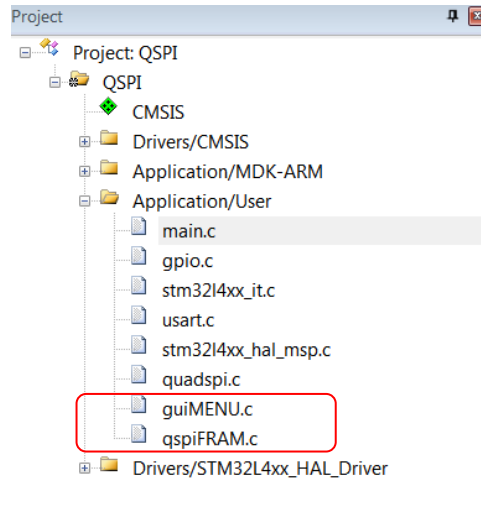 Project
Project: QSPI
QSPI
CMSIS
Drivers/CMSIS
Application/MDK-ARM
Application/User
main.c
gpio.c
stm32l4xx_it.c
usart.c
stm32l4xx_hal_msp.c
quadspi.c
guiMENU.c
qspiFRAM.c
Drivers/STM32L4xx_HAL_Driver